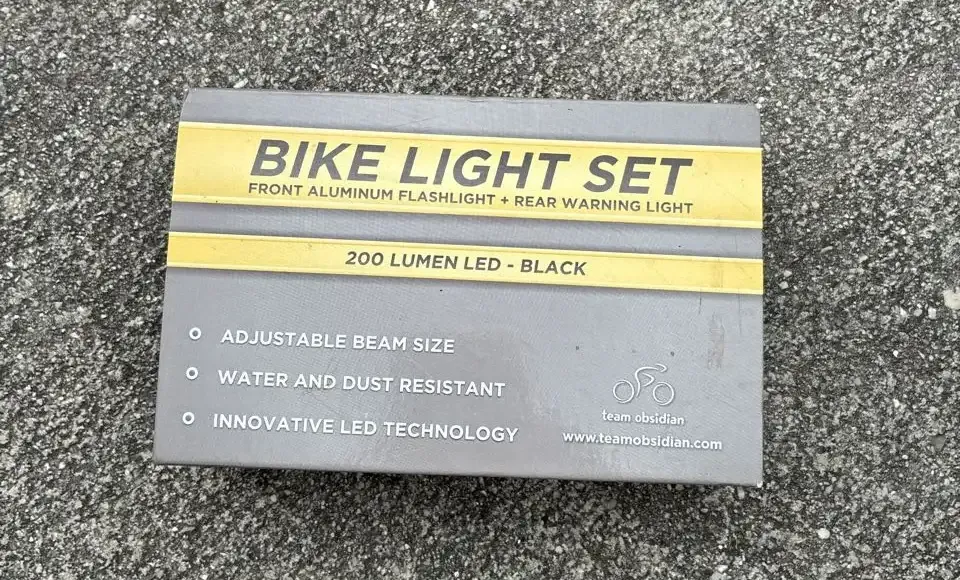 BIKE LIGHT SET
FRONT ALUMINUM FLASHLIGHT + REAR WARNING LIGHT
200 LUMEN LED - BLACK
ADJUSTABLE BEAM SIZE
WATER AND DUST RESISTANT
INNOVATIVE LED TECHNOLOGY
team obsidian
www.teamobsidian.com